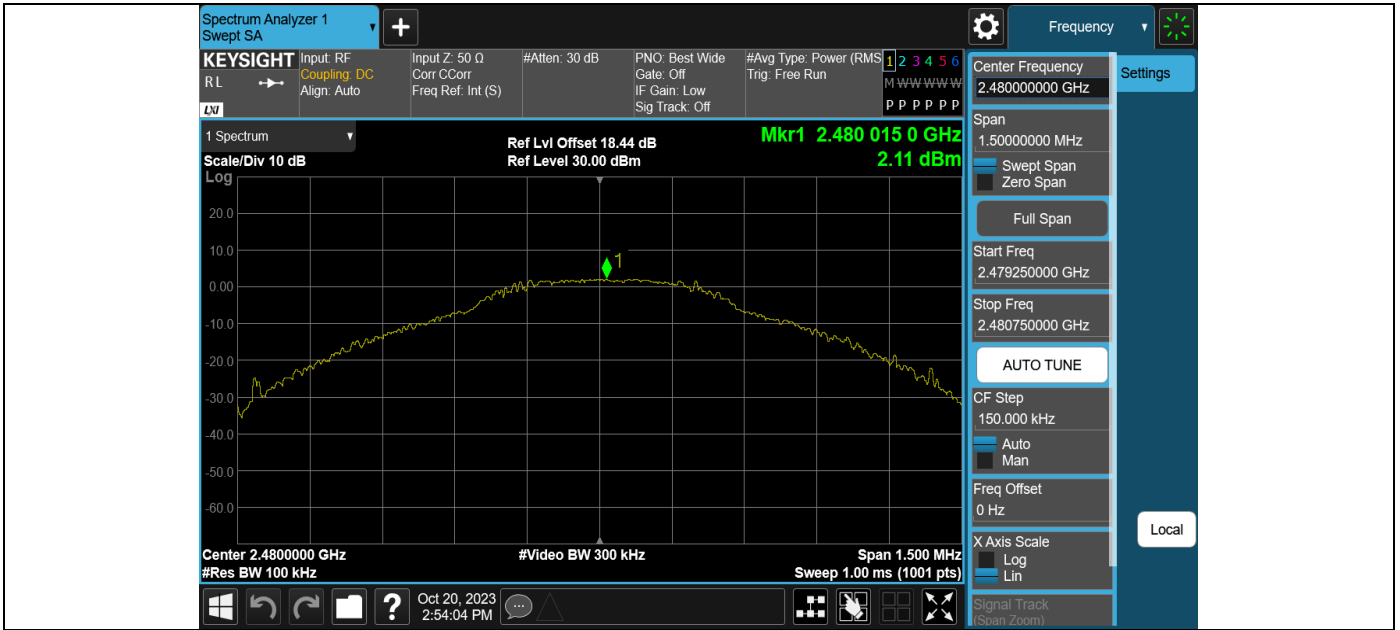 Spectrum Analyzer 1
Swept SA
Frequency
KEYSIGHT
RL
LXI
Input: RF
Coupling: DC
Align: Auto
Input Z: 50 Ω
Corr CCorr
Freq Ref: Int (S)
#Atten: 30 dB
PNO: Best Wide
Gate: Off
IF Gain: Low
Sig Track: Off
#Avg Type: Power (RMS
Trig: Free Run
1 2 3 4 5 6
M W W W W W
P P P P P P
1 Spectrum
Scale/Div 10 dB
Log
Ref Lvl Offset 18.44 dB
Ref Level 30.00 dBm
Mkr1 2.480 015 0 GHz
2.11 dBm
20.0
10.0
1
0.00
-10.0
-20.0
-30.0
-40.0
-50.0
-60.0
Center 2.4800000 GHz
#Video BW 300 kHz
Span 1.500 MHz
#Res BW 100 kHz
Sweep 1.00 ms (1001 pts)
?
Oct 20, 2023
2:54:04 PM
Center Frequency
2.480000000 GHz
Settings
Span
1.50000000 MHz
Swept Span
Zero Span
Full Span
Start Freq
2.479250000 GHz
Stop Freq
2.480750000 GHz
AUTO TUNE
CF Step
150.000 kHz
Auto
Man
Freq Offset
0 Hz
Local
X Axis Scale
Log
Lin
Signal Track
(Span Zoom)